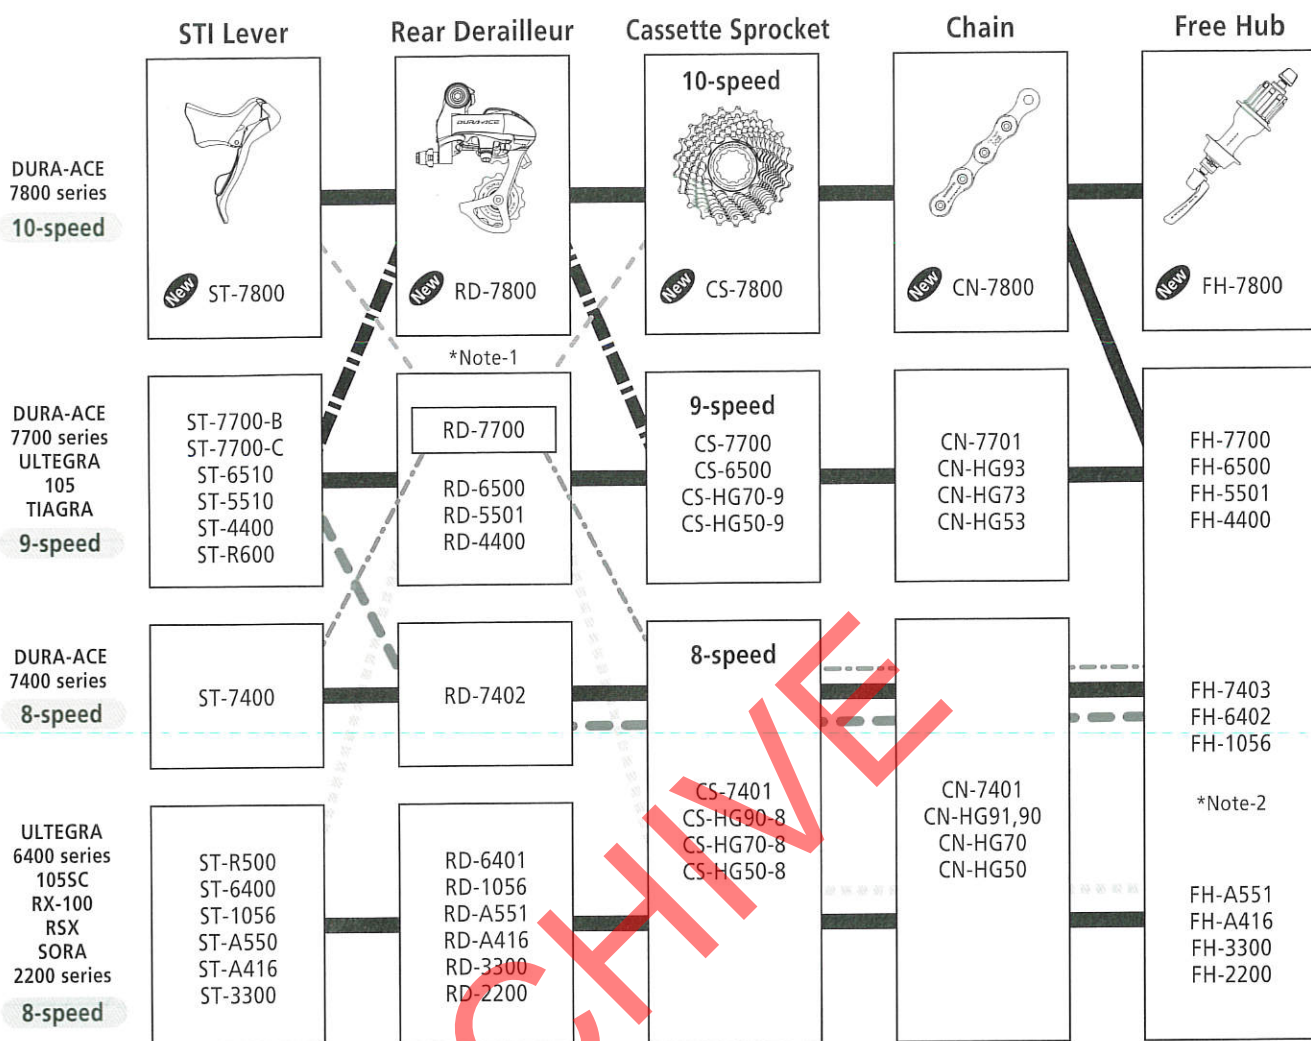 STI Lever
Rear Derailleur
Cassette Sprocket
Chain
Free Hub
DURA-ACE
7800 series
10-speed
New ST-7800
DURA-ACE
New RD-7800
10-speed
New CS-7800
New CN-7800
New FH-7800
*Note-1
DURA-ACE
7700 series
ULTEGRA
105
TIAGRA
9-speed
ST-7700-B
ST-7700-C
ST-6510
ST-5510
ST-4400
ST-R600
RD-7700
RD-6500
RD-5501
RD-4400
9-speed
CS-7700
CS-6500
CS-HG70-9
CS-HG50-9
CN-7701
CN-HG93
CN-HG73
CN-HG53
FH-7700
FH-6500
FH-5501
FH-4400
DURA-ACE
7400 series
8-speed
ST-7400
RD-7402
8-speed
CS-7401
CS-HG90-8
CS-HG70-8
CS-HG50-8
CN-7401
CN-HG91,90
CN-HG70
CN-HG50
FH-7403
FH-6402
FH-1056
*Note-2
FH-A551
FH-A416
FH-3300
FH-2200
ULTEGRA
6400 series
105SC
RX-100
RSX
SORA
2200 series
8-speed
ST-R500
ST-6400
ST-1056
ST-A550
ST-A416
ST-3300
RD-6401
RD-1056
RD-A551
RD-A416
RD-3300
RD-2200
CHIVE